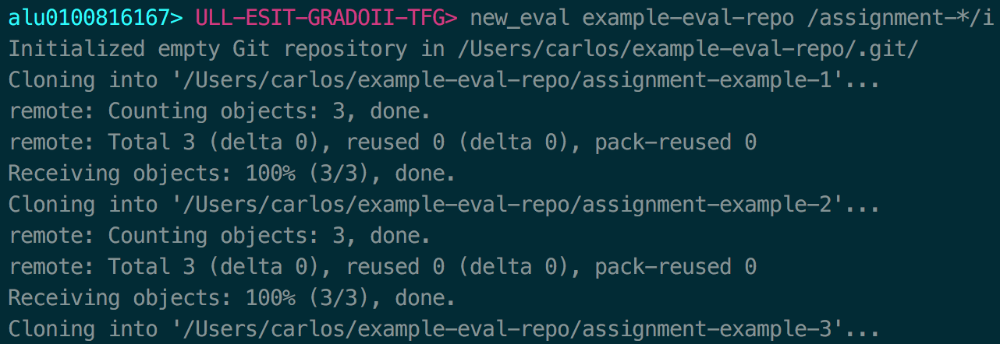 alu0100816167> ULL-ESIT-GRADOII-TFG> new_eval example-eval-repo /assignment-*/i
Initialized empty Git repository in /Users/carlos/example-eval-repo/.git/
Cloning into '/Users/carlos/example-eval-repo/assignment-example-1'...
remote: Counting objects: 3, done.
remote: Total 3 (delta 0), reused 0 (delta 0), pack-reused 0
Receiving objects: 100% (3/3), done.
Cloning into '/Users/carlos/example-eval-repo/assignment-example-2'...
remote: Counting objects: 3, done.
remote: Total 3 (delta 0), reused 0 (delta 0), pack-reused 0
Receiving objects: 100% (3/3), done.
Cloning into '/Users/carlos/example-eval-repo/assignment-example-3'...